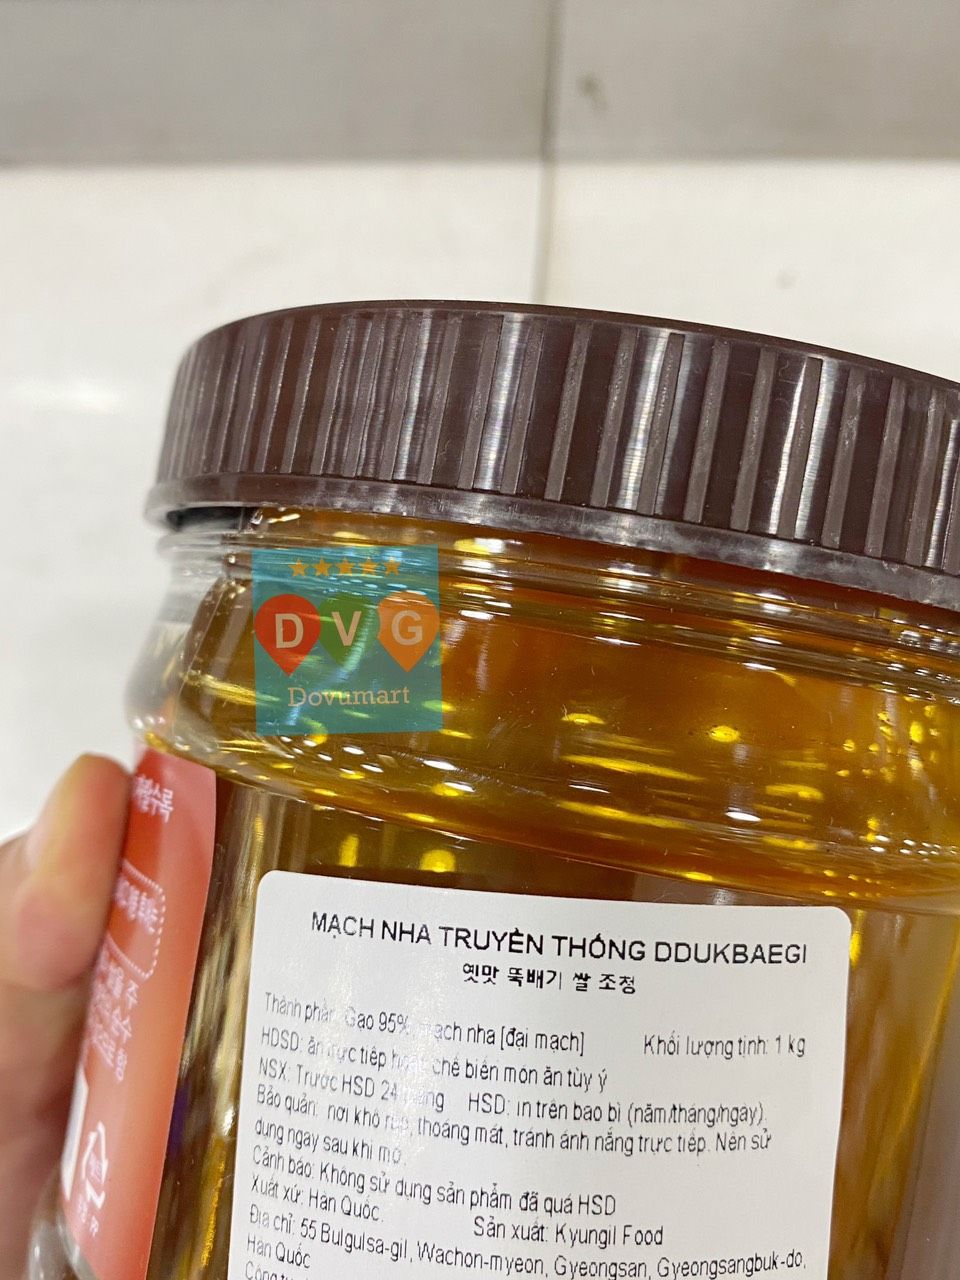 D V G
Dovumart
MẠCH NHA TRUYỀN THỐNG DDUKBAEGI
옛맛 뚝배기 쌀 조청
Thành phần: Gạo 95% mạch nha [đại mạch] Khối lượng tịnh: 1 kg
HDSD: ăn trực tiếp hoặc chế biến món ăn tùy ý
NSX: Trước HSD 24 tháng HSD: in trên bao bì (năm/tháng/ngày).
Bảo quản: nơi khô ráo, thoáng mát, tránh ánh nắng trực tiếp. Nên sử
dụng ngay sau khi mở.
Cảnh báo: Không sử dụng sản phẩm đã quá HSD
Xuất xứ: Hàn Quốc. Sản xuất: Kyungil Food
Địa chỉ: 55 Bulgulsa-gil, Wachon-myeon, Gyeongsan, Gyeongsangbuk-do,
Hàn Quốc